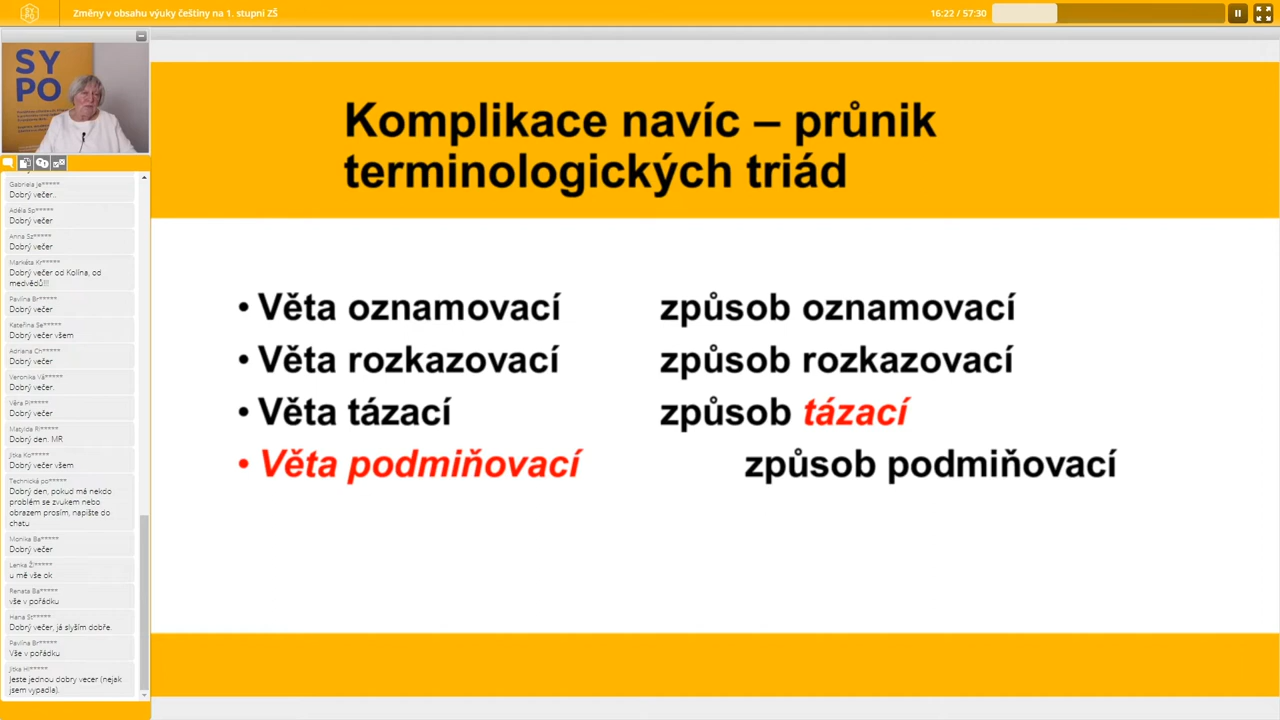 Změny v obsahu výuky češtiny na 1. stupni ZŠ
16:22 / 57:30
SY
PO
Komplikace navíc – průnik
terminologických triád
• Věta oznamovací způsob oznamovací
• Věta rozkazovací způsob rozkazovací
• Věta tázací způsob tázací
• Věta podmiňovací způsob podmiňovací
Gabriela Je*****
Dobrý večer..
Adéla Sp*****
Dobrý večer
Anna Sz*****
Dobrý večer
Markéta Kr*****
Dobrý večer od Kolína, od
medvědů!!!
Pavlína Br*****
Dobrý večer
Kateřina Se*****
Dobrý večer všem
Adriana Ch*****
Dobrý večer
Veronika Vá*****
Dobrý večer.
Věra Pi*****
Dobrý večer
Matylda Ri*****
Dobrý den: MR
Jitka Ko*****
Dobrý večer všem
Technická po*****
Dobrý den, pokud má nekdo
problém se zvukem nebo
obrazem prosím, napište do
chatu
Monika Ba*****
Dobrý večer
Lenka Ži*****
u mě vše ok
Renata Ba*****
vše v pořádku
Hana St*****
Dobrý večer, já slyším dobře.
Pavlína Br*****
Vše v pořádku
Jitka Hl*****
Jeste jednou dobry vecer (nejak
jsem vypadla).